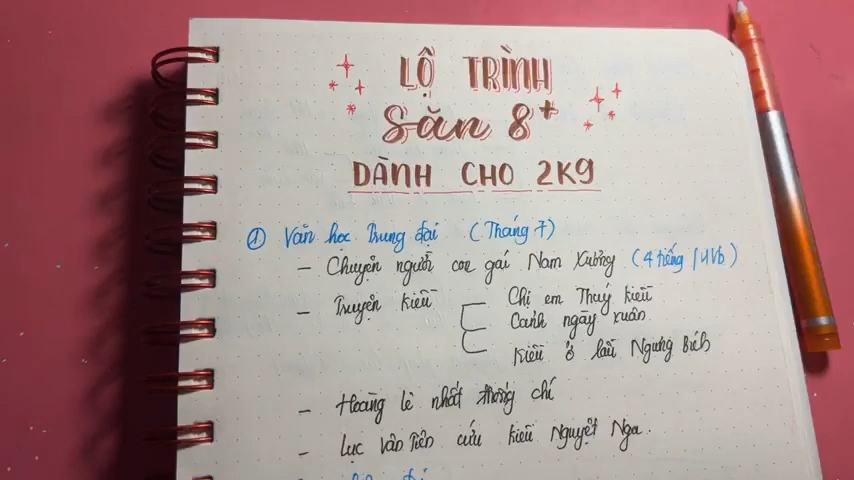 LỘ TRÌNH
Săn 8+
DÀNH CHO 2K9
① Văn học Trung đại (Tháng 7)
- Chuyện người con gái Nam Xương (4 tiếng / 1 Vb)
- Truyện Kiều
Chị em Thuý Kiều
Cảnh ngày xuân
Kiều ở lầu Ngưng Bích
- Hoàng lê nhất thống chí
- Lục Vân Tiên cứu Kiều Nguyệt Nga.